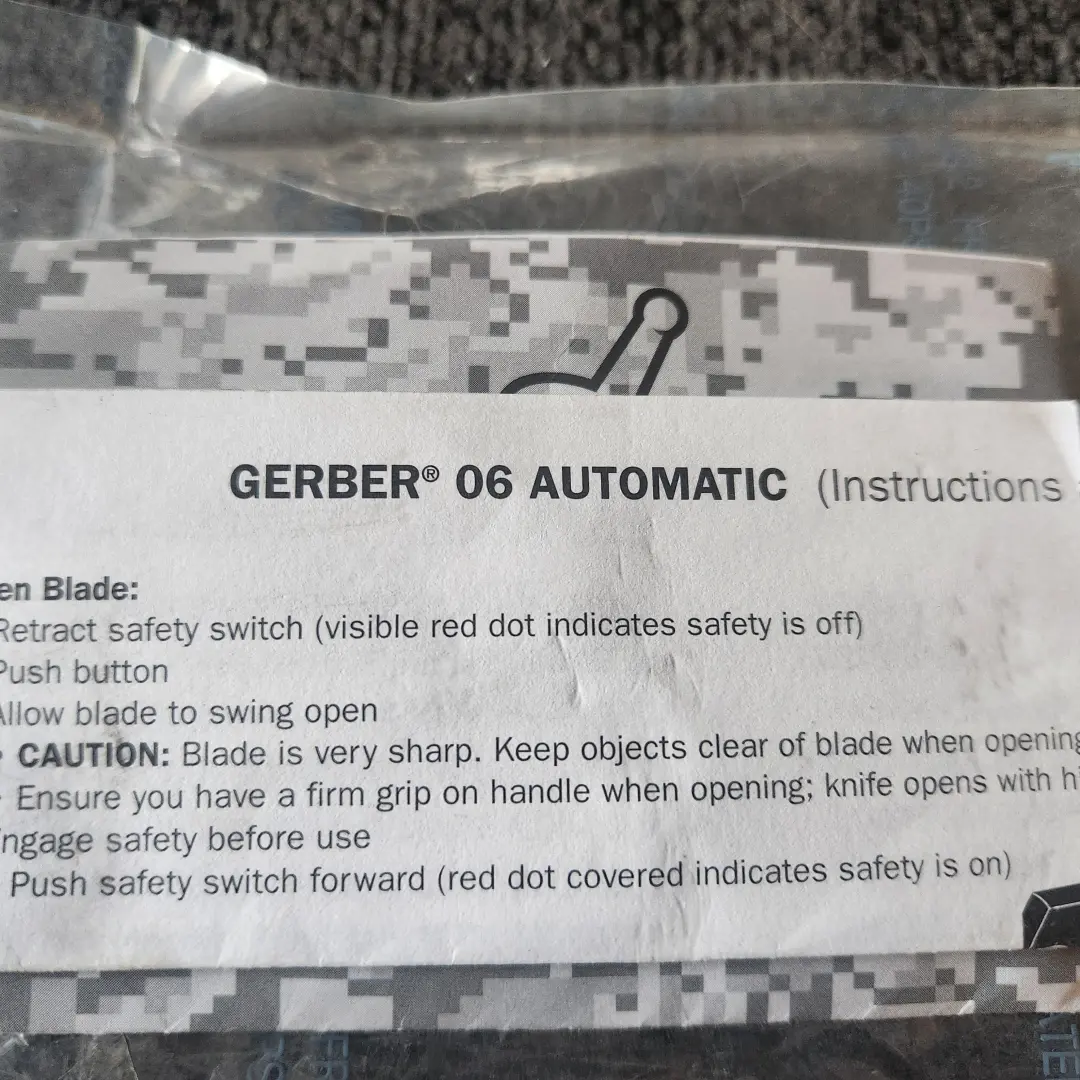 GERBER® 06 AUTOMATIC (Instructions
en Blade:
Retract safety switch (visible red dot indicates safety is off)
Push button
Allow blade to swing open
CAUTION: Blade is very sharp. Keep objects clear of blade when opening
Ensure you have a firm grip on handle when opening; knife opens with hi
ngage safety before use
Push safety switch forward (red dot covered indicates safety is on)